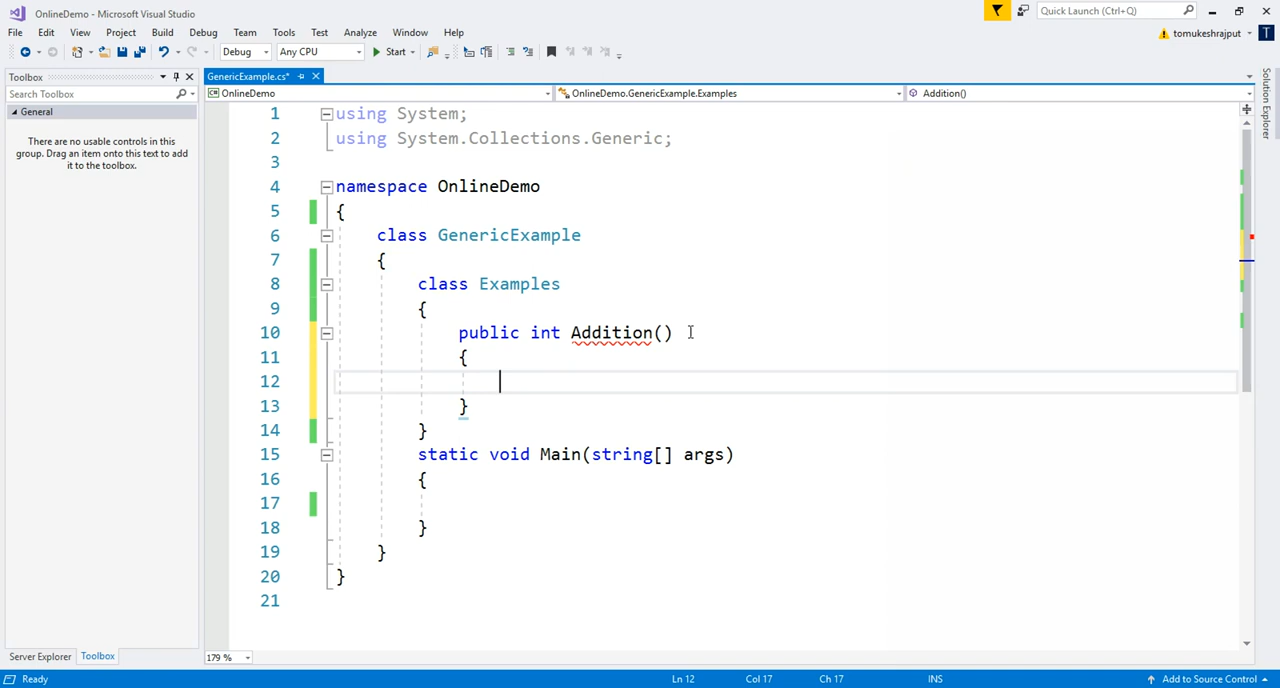 OnlineDemo - Microsoft Visual Studio
Quick Launch (Ctrl+Q)
File Edit View Project Build Debug Team Tools Test Analyze Window Help
tomukeshrajput T
Debug Any CPU Start
Toolbox
GenericExample.cs*
Search Toolbox
OnlineDemo OnlineDemo.GenericExample.Examples Addition()
General
There are no usable controls in this
group. Drag an item onto this text to add
it to the toolbox.
Solution Explorer
1 using System;
2 using System.Collections.Generic;
3
4 namespace OnlineDemo
5 {
6 class GenericExample
7 {
8 class Examples
9 {
10 public int Addition()
11 {
12
13 }
14 }
15 static void Main(string[] args)
16 {
17
18 }
19 }
20 }
21
Server Explorer Toolbox
179 %
Ready Ln 12 Col 17 Ch 17 INS Add to Source Control